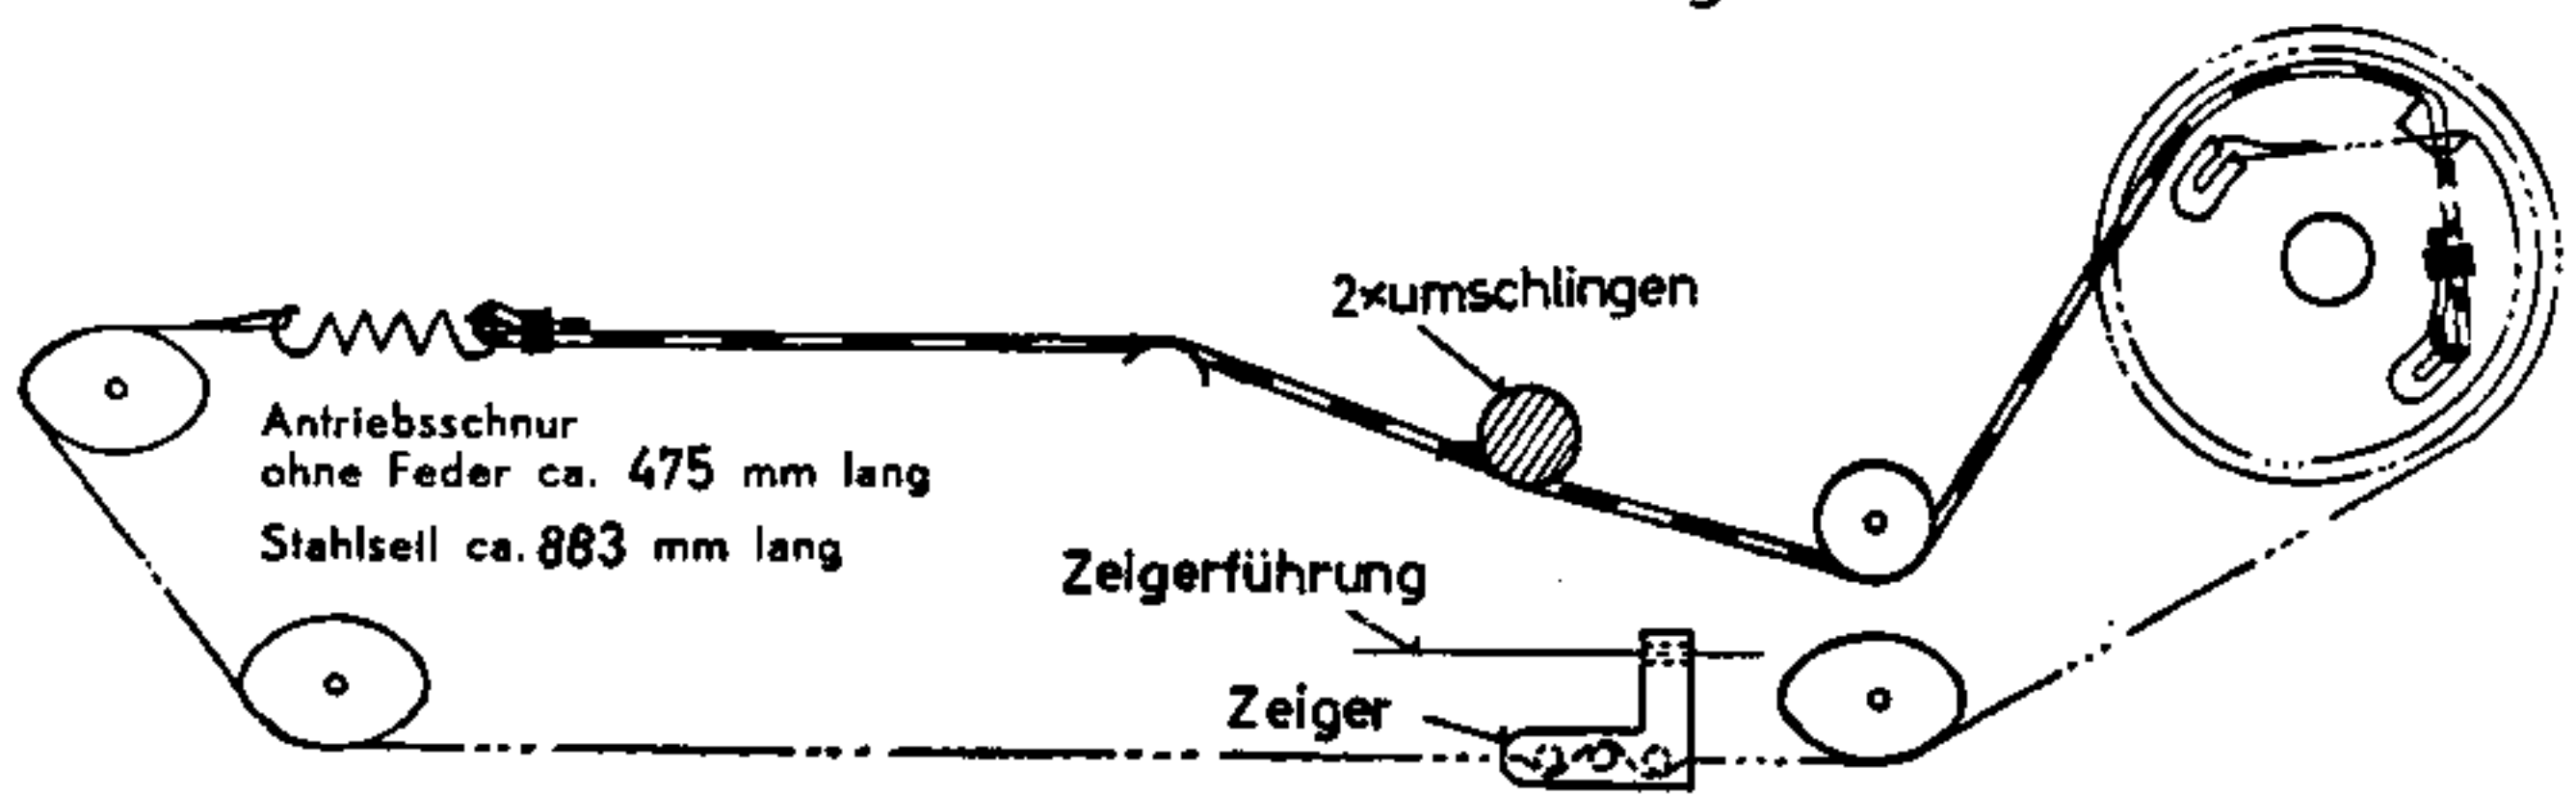 2×umschlingen
Antriebsschnur
ohne Feder ca. 475 mm lang
Stahlseil ca. 883 mm lang
Zeigerführung
Zeiger